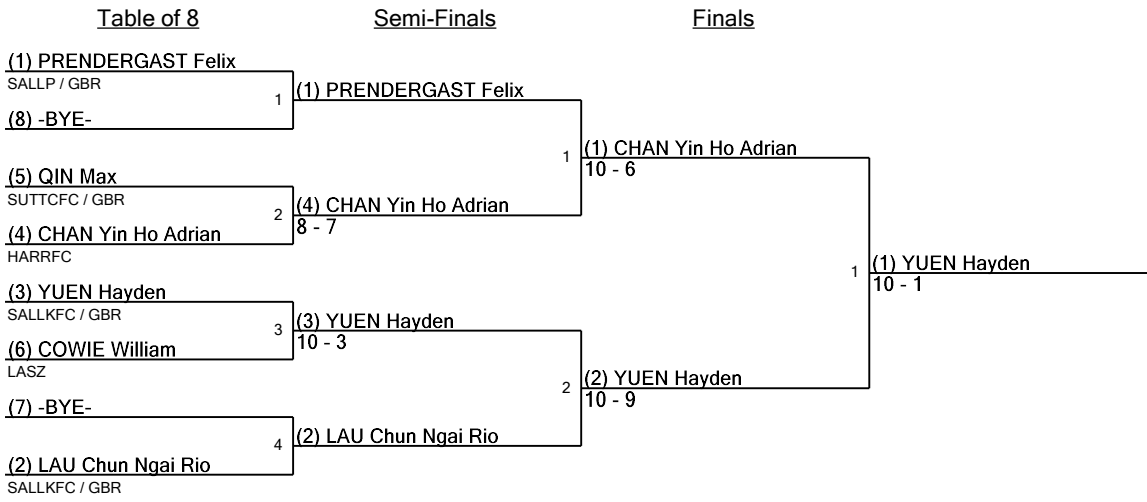 Table of 8
Semi-Finals
Finals
(1) PRENDERGAST Felix
SALLP / GBR
1
(8) -BYE-
(1) PRENDERGAST Felix
(5) QIN Max
SUTTCFC / GBR
2
(4) CHAN Yin Ho Adrian
HARRFC
(4) CHAN Yin Ho Adrian
8 - 7
1
(1) CHAN Yin Ho Adrian
10 - 6
(3) YUEN Hayden
SALLKFC / GBR
3
(6) COWIE William
LASZ
(3) YUEN Hayden
10 - 3
(7) -BYE-
4
(2) LAU Chun Ngai Rio
SALLKFC / GBR
(2) LAU Chun Ngai Rio
2
(2) YUEN Hayden
10 - 9
1
(1) YUEN Hayden
10 - 1